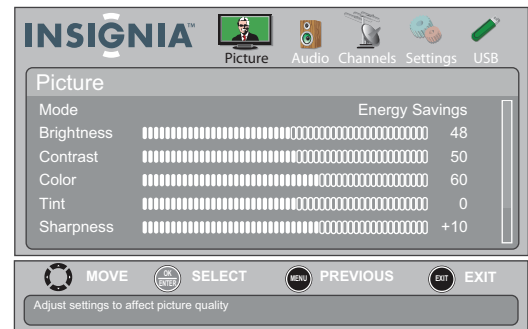 INSIGNIA™
Picture Audio Channels Settings USB
Picture
Mode Energy Savings
Brightness 48
Contrast 50
Color 60
Tint 0
Sharpness +10
MOVE OK ENTER SELECT MENU PREVIOUS EXIT EXIT
Adjust settings to affect picture quality